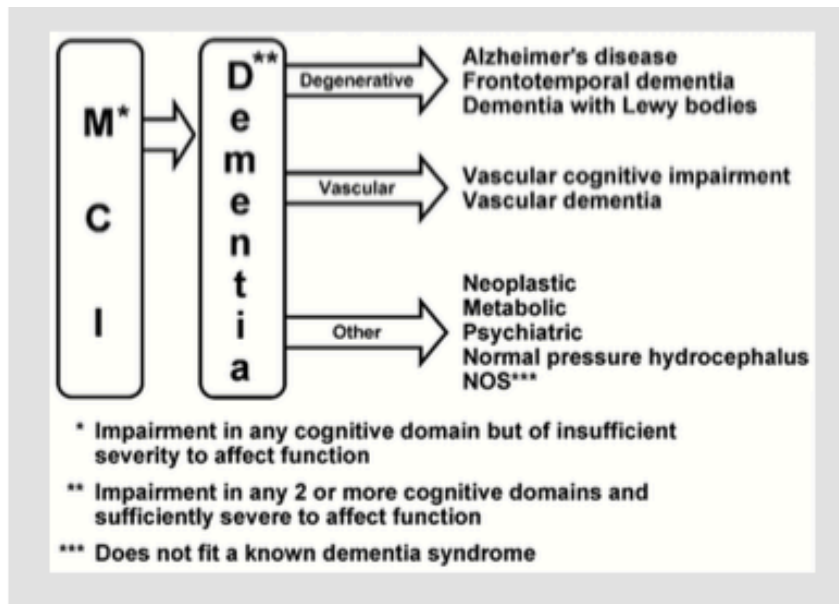 M*
C
I
Dementia**
Degenerative
Alzheimer's disease
Frontotemporal dementia
Dementia with Lewy bodies
Vascular
Vascular cognitive impairment
Vascular dementia
Other
Neoplastic
Metabolic
Psychiatric
Normal pressure hydrocephalus
NOS***
* Impairment in any cognitive domain but of insufficient
severity to affect function
** Impairment in any 2 or more cognitive domains and
sufficiently severe to affect function
*** Does not fit a known dementia syndrome